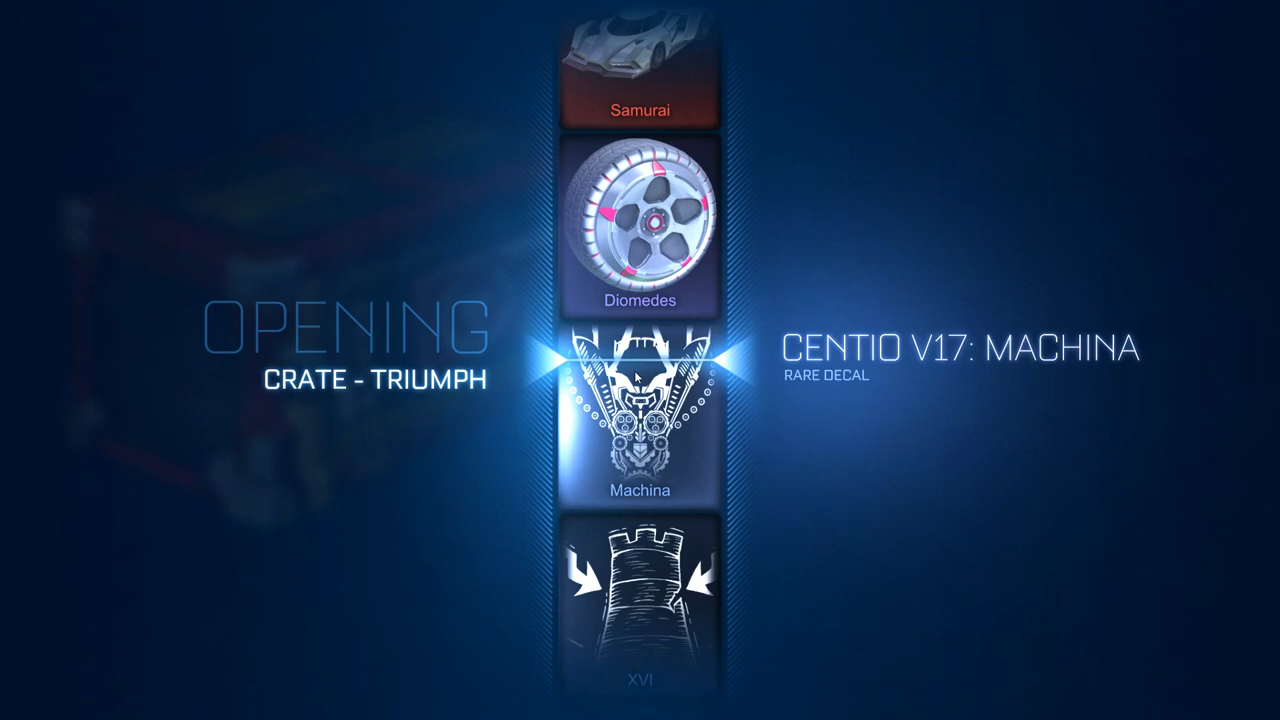 Samurai
Diomedes
OPENING
CRATE - TRIUMPH
CENTIO V17: MACHINA
RARE DECAL
Machina
XVI